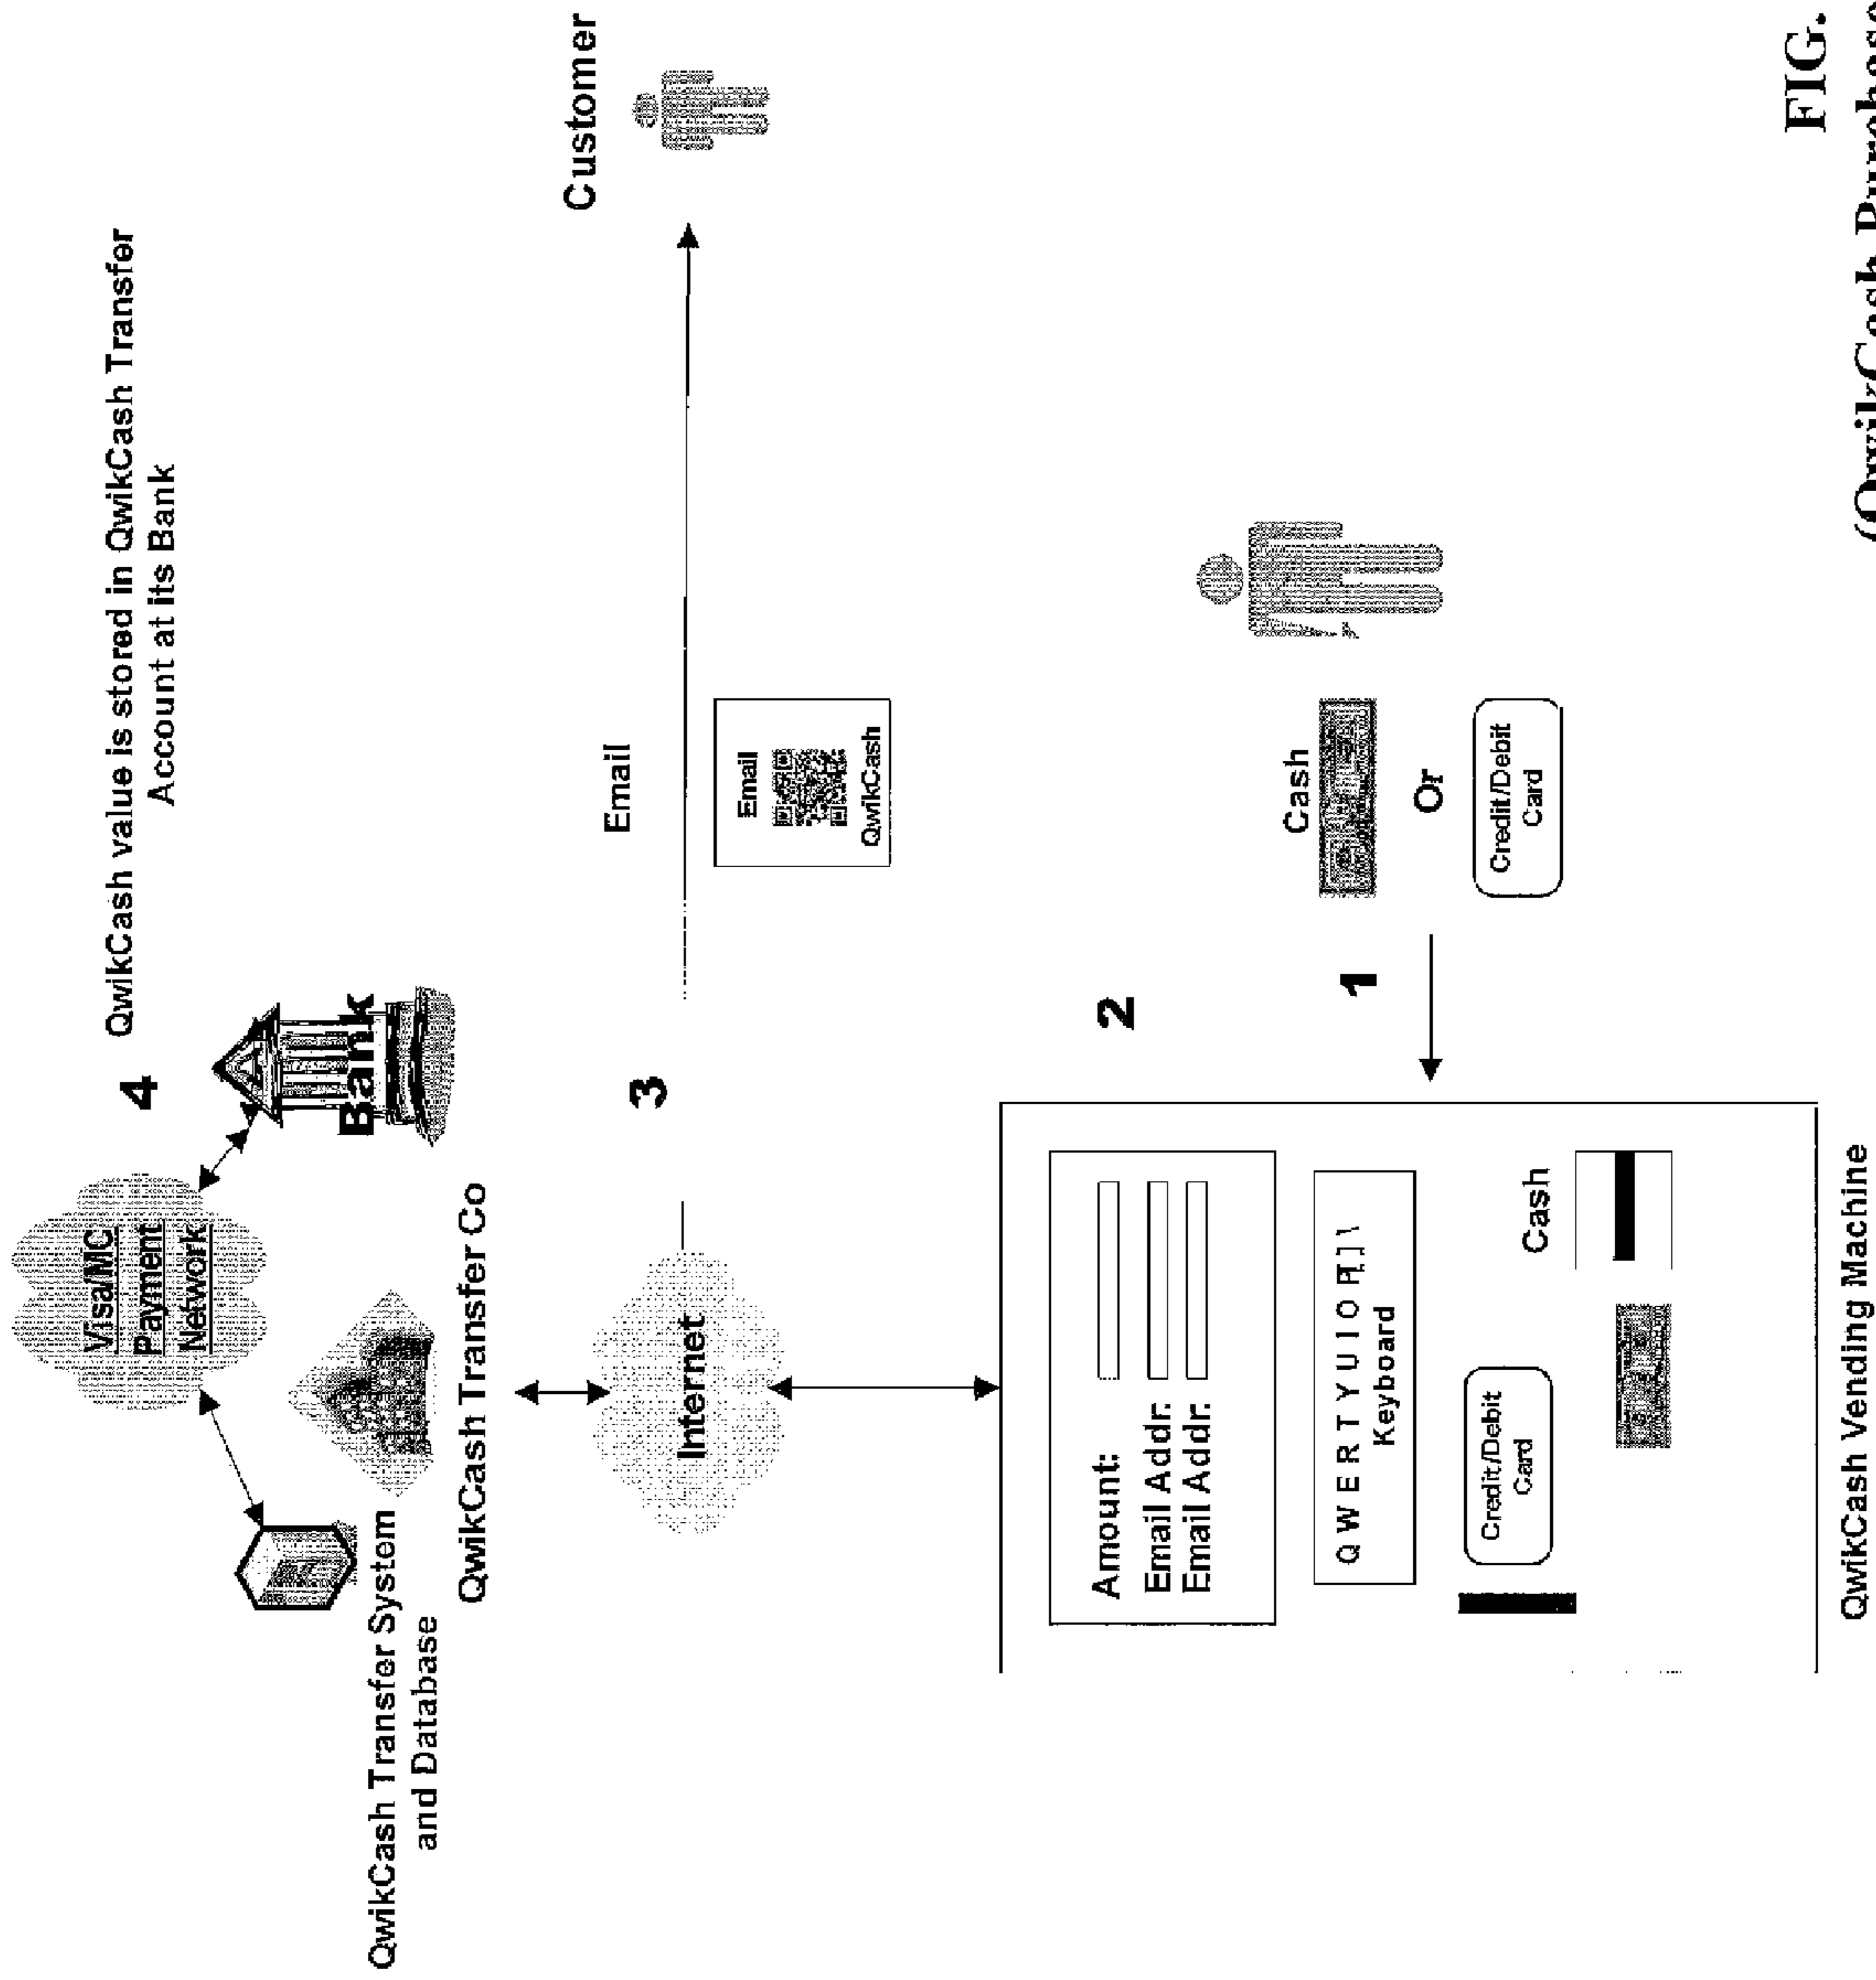 QwikCash value is stored in QwikCash Transfer
Account at its Bank
4
Visa/MC
Payment
Network
Bank
QwikCash Transfer System
and Database
QwikCash Transfer Co
Customer
3
Email
Internet
Email
QwikCash
2
Amount:
Email Addr.
Email Addr.
Q W E R T Y U I O P [ ] \
Keyboard
1
Cash
Or
Credit/Debit
Card
Credit/Debit
Card
Cash
QwikCash Vending Machine
FIG.
(QwikCash Purchase